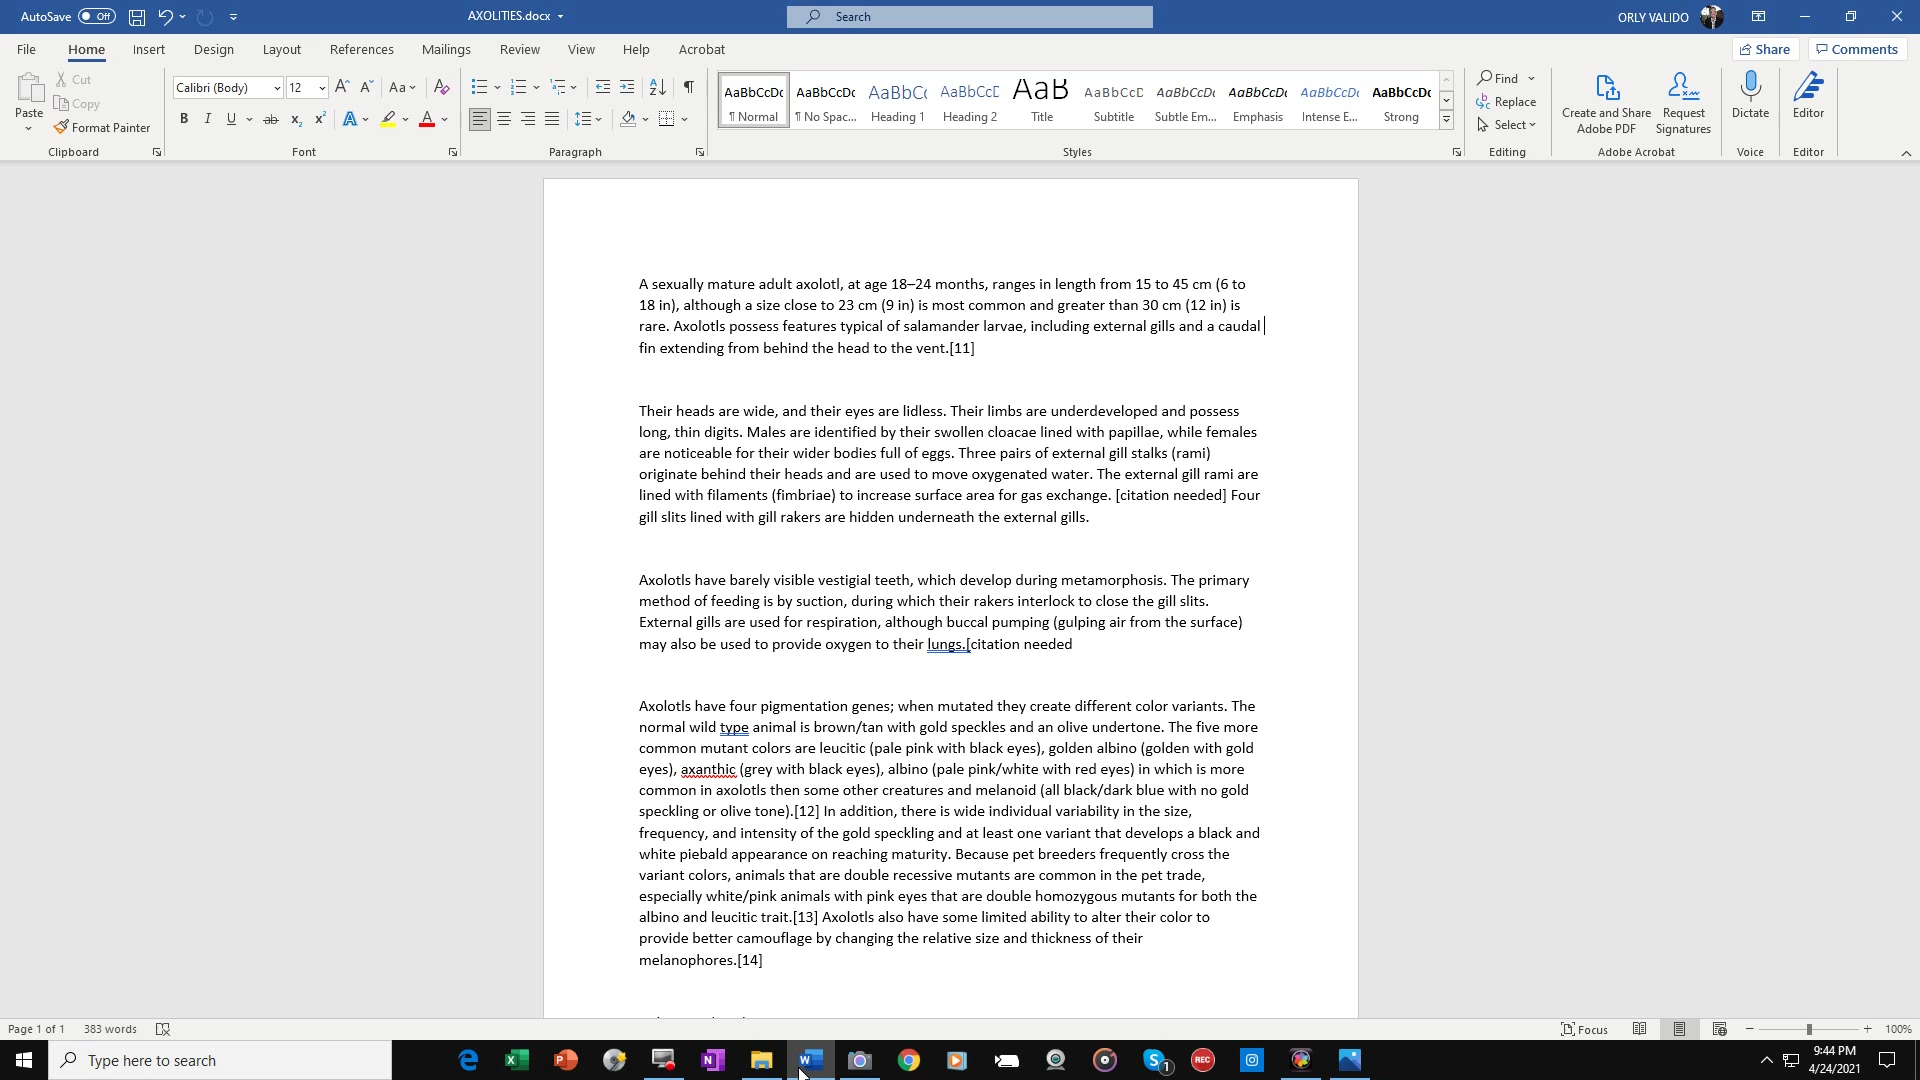 AutoSave Off AXOLITIES.docx Search ORLY VALIDO
File Home Insert Design Layout References Mailings Review View Help Acrobat Share Comments
Paste
Cut
Copy
Format Painter
Clipboard
Calibri (Body) 12
Font
Paragraph
AaBbCcDc AaBbCcDc AaBbCc AaBbCcD AaB AaBbCcD AaBbCcDc AaBbCcDc AaBbCcDc AaBbCcDc
¶ Normal ¶ No Spac... Heading 1 Heading 2 Title Subtitle Subtle Em... Emphasis Intense E... Strong
Styles
Find
Replace
Select
Editing
Create and Share
Adobe PDF
Request
Signatures
Adobe Acrobat
Dictate
Voice
Editor
Editor
A sexually mature adult axolotl, at age 18–24 months, ranges in length from 15 to 45 cm (6 to
18 in), although a size close to 23 cm (9 in) is most common and greater than 30 cm (12 in) is
rare. Axolotls possess features typical of salamander larvae, including external gills and a caudal
fin extending from behind the head to the vent.[11]
Their heads are wide, and their eyes are lidless. Their limbs are underdeveloped and possess
long, thin digits. Males are identified by their swollen cloacae lined with papillae, while females
are noticeable for their wider bodies full of eggs. Three pairs of external gill stalks (rami)
originate behind their heads and are used to move oxygenated water. The external gill rami are
lined with filaments (fimbriae) to increase surface area for gas exchange. [citation needed] Four
gill slits lined with gill rakers are hidden underneath the external gills.
Axolotls have barely visible vestigial teeth, which develop during metamorphosis. The primary
method of feeding is by suction, during which their rakers interlock to close the gill slits.
External gills are used for respiration, although buccal pumping (gulping air from the surface)
may also be used to provide oxygen to their lungs.[citation needed
Axolotls have four pigmentation genes; when mutated they create different color variants. The
normal wild type animal is brown/tan with gold speckles and an olive undertone. The five more
common mutant colors are leucitic (pale pink with black eyes), golden albino (golden with gold
eyes), axanthic (grey with black eyes), albino (pale pink/white with red eyes) in which is more
common in axolotls then some other creatures and melanoid (all black/dark blue with no gold
speckling or olive tone).[12] In addition, there is wide individual variability in the size,
frequency, and intensity of the gold speckling and at least one variant that develops a black and
white piebald appearance on reaching maturity. Because pet breeders frequently cross the
variant colors, animals that are double recessive mutants are common in the pet trade,
especially white/pink animals with pink eyes that are double homozygous mutants for both the
albino and leucitic trait.[13] Axolotls also have some limited ability to alter their color to
provide better camouflage by changing the relative size and thickness of their
melanophores.[14]
Page 1 of 1 383 words Focus 100%
Type here to search
REC
9:44 PM
4/24/2021